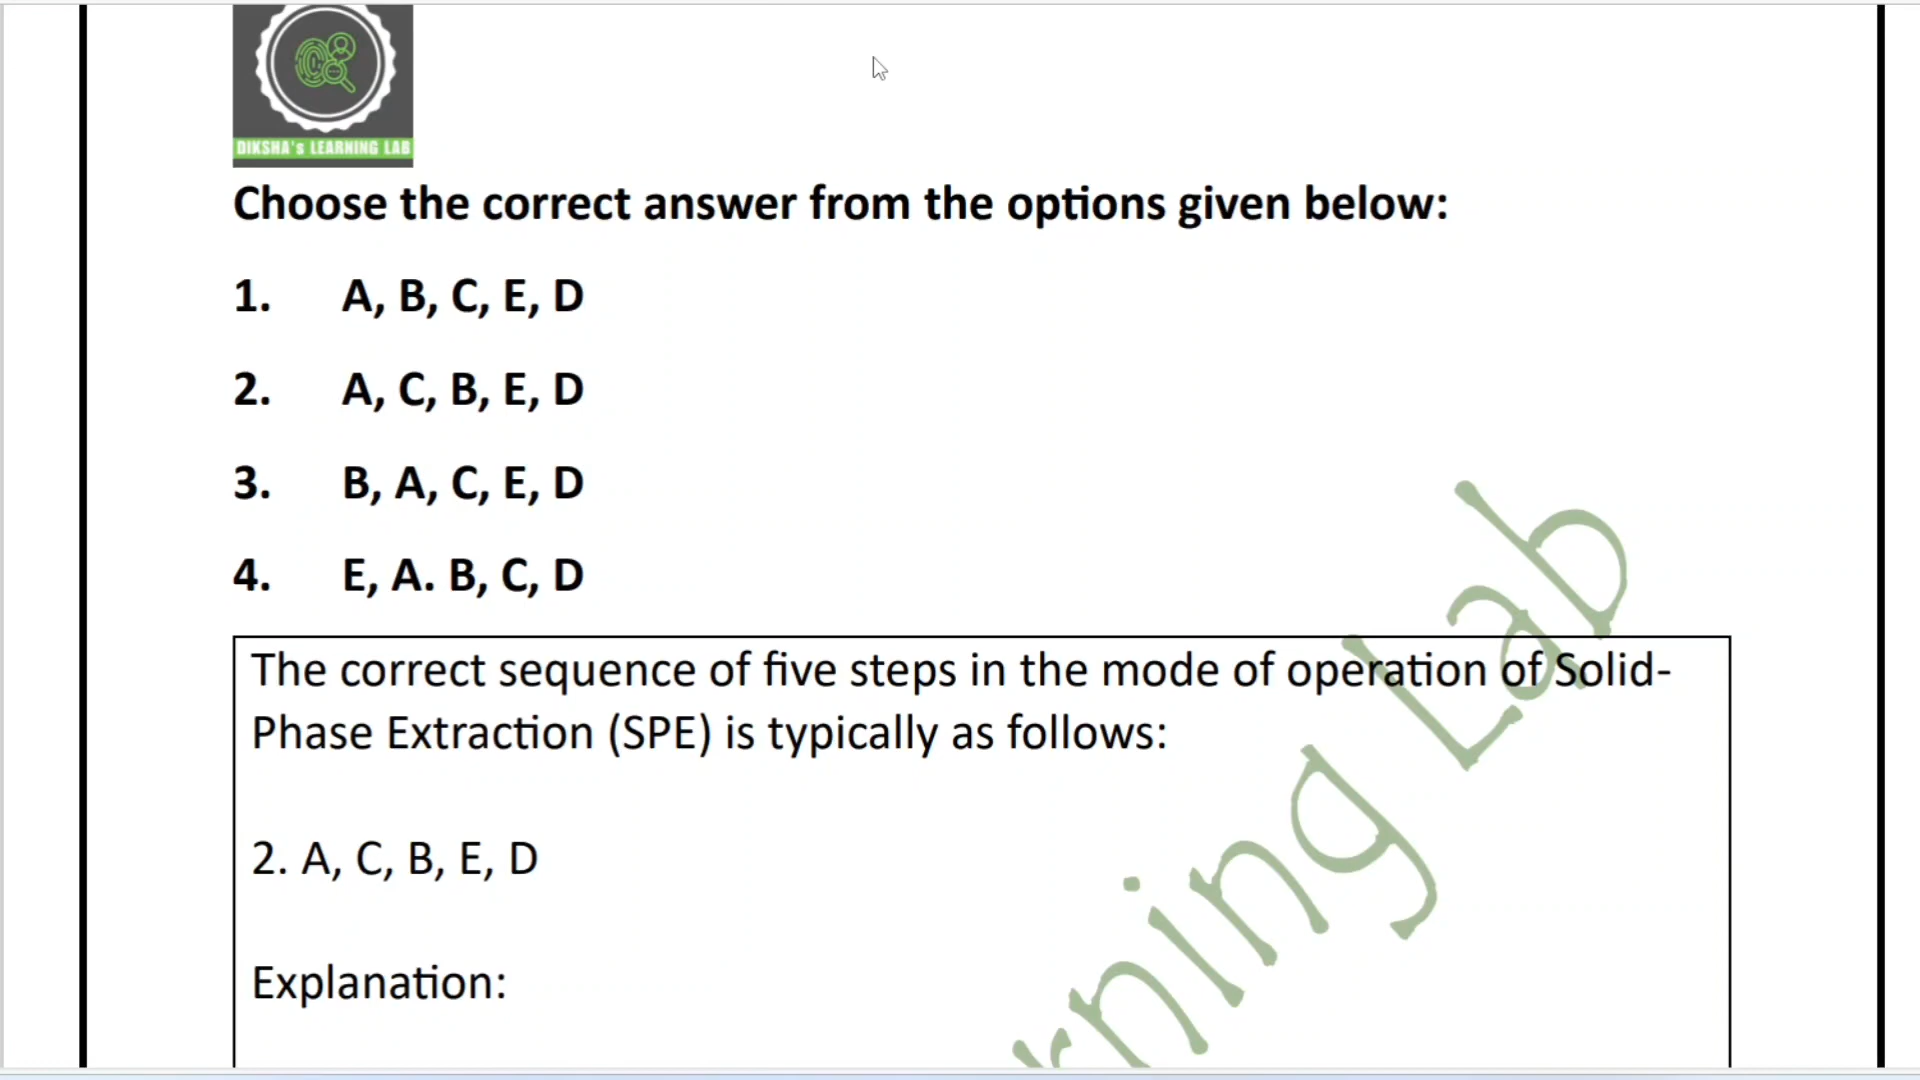 DIKSHA's LEARNING LAB
Choose the correct answer from the options given below:
1. A, B, C, E, D
2. A, C, B, E, D
3. B, A, C, E, D
4. E, A. B, C, D
The correct sequence of five steps in the mode of operation of Solid-
Phase Extraction (SPE) is typically as follows:
2. A, C, B, E, D
Explanation:
rning Lab